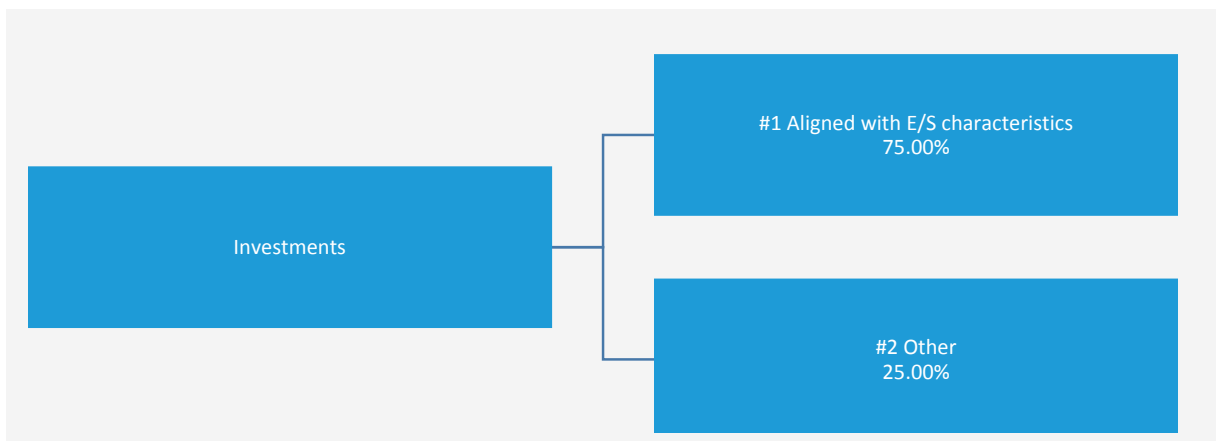 Investments
#1 Aligned with E/S characteristics
75.00%
#2 Other
25.00%